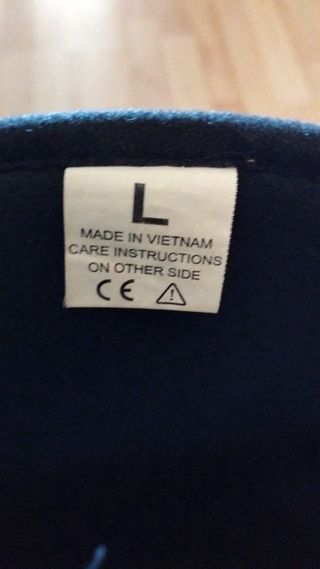 L
MADE IN VIETNAM
CARE INSTRUCTIONS
ON OTHER SIDE
CE